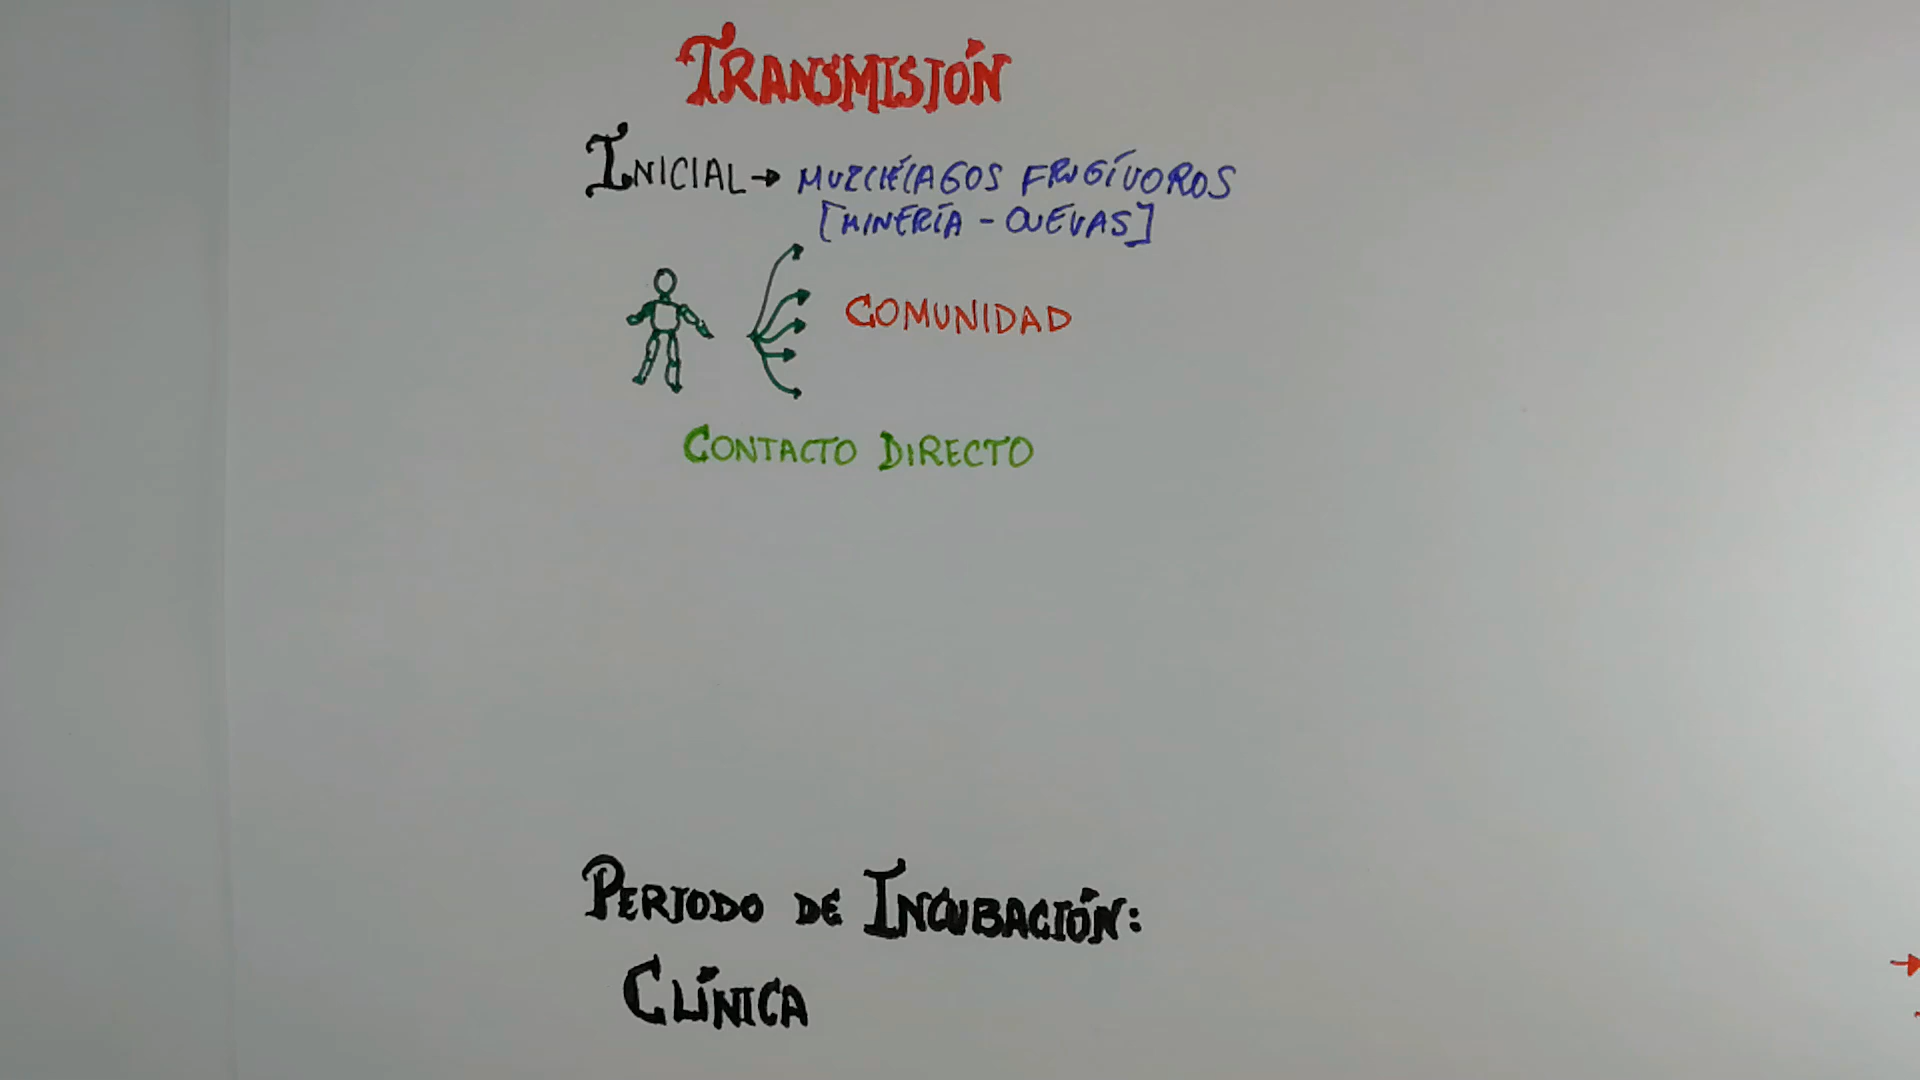 TRANSMISIÓN
INICIAL → MURCIÉLAGOS FRUGÍVOROS
[MINERÍA - CUEVAS]
COMUNIDAD
CONTACTO DIRECTO
PERIODO DE INCUBACIÓN:
CLÍNICA